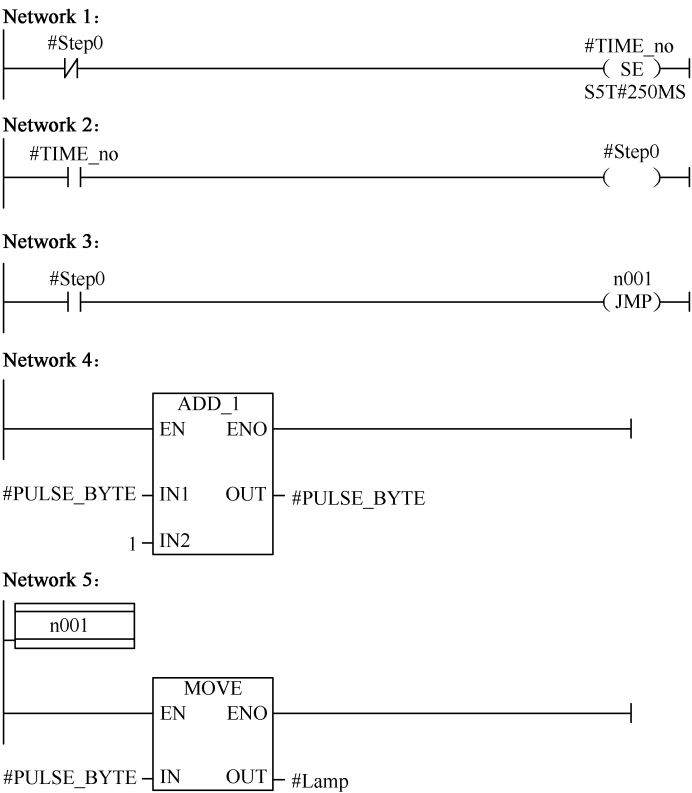 Network 1：
#Step0
#TIME_no
( SE )
S5T#250MS
Network 2：
#TIME_no
#Step0
( )
Network 3：
#Step0
n001
( JMP )
Network 4：
ADD_1
EN ENO
#PULSE_BYTE IN1 OUT #PULSE_BYTE
1 IN2
Network 5：
n001
MOVE
EN ENO
#PULSE_BYTE IN OUT #Lamp